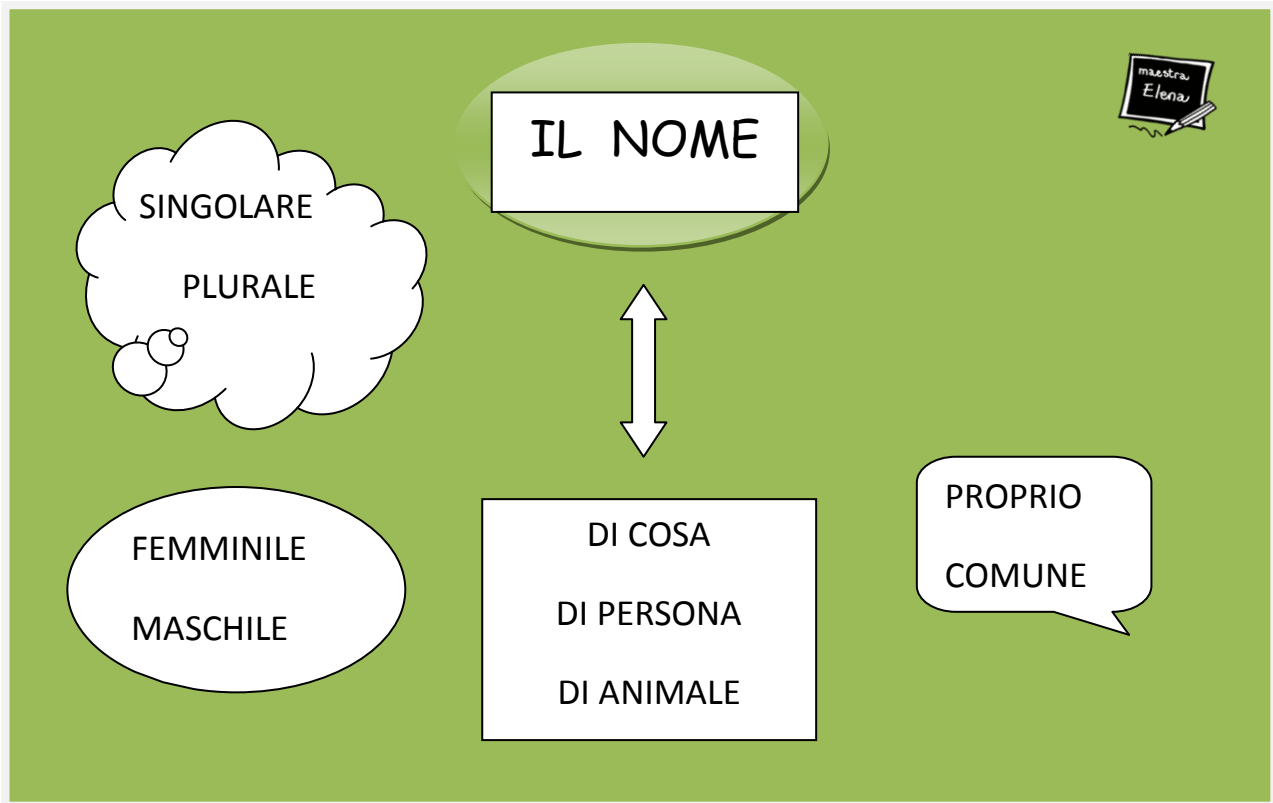 IL NOME
maestra
Elena
SINGOLARE
PLURALE
FEMMINILE
MASCHILE
DI COSA
DI PERSONA
DI ANIMALE
PROPRIO
COMUNE